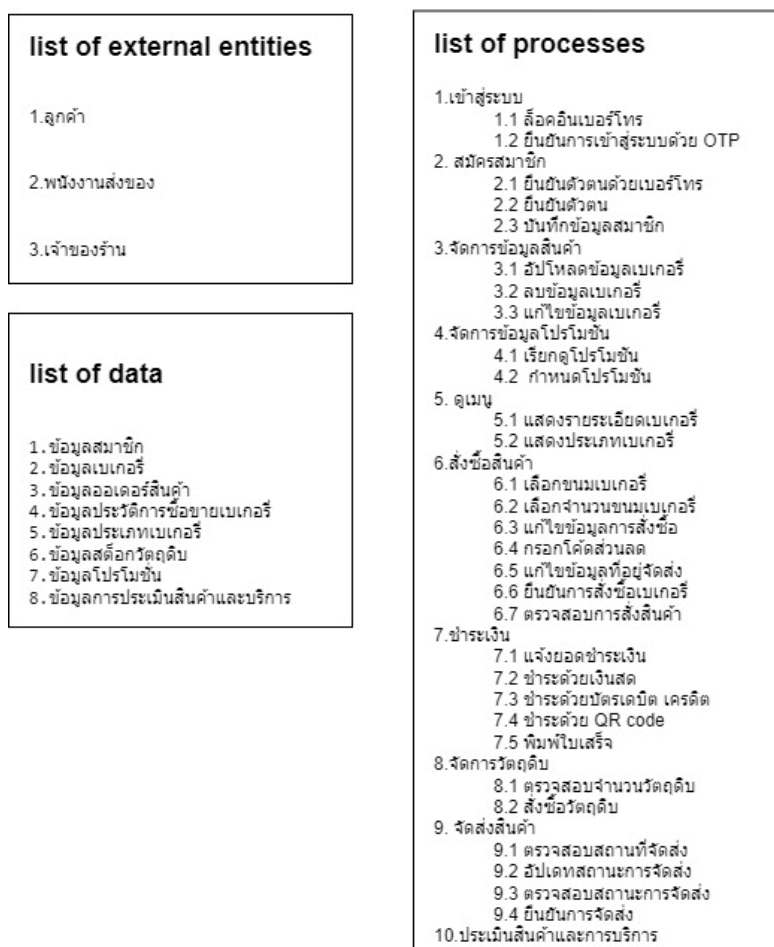 list of external entities
1.ลูกค้า
2.พนังงานส่งของ
3.เจ้าของร้าน
list of data
1.ข้อมูลสมาชิก
2.ข้อมูลเบเกอรี่
3.ข้อมูลออเดอร์สินค้า
4.ข้อมูลประวัติการซื้อขายเบเกอรี่
5.ข้อมูลประเภทเบเกอรี่
6.ข้อมูลสต็อกวัตถุดิบ
7.ข้อมูลโปรโมชั่น
8.ข้อมูลการประเมินสินค้าและบริการ
list of processes
1.เข้าสู่ระบบ
1.1 ล็อคอินเบอร์โทร
1.2 ยืนยันการเข้าสู่ระบบด้วย OTP
2. สมัครสมาชิก
2.1 ยืนยันตัวตนด้วยเบอร์โทร
2.2 ยืนยันตัวตน
2.3 บันทึกข้อมูลสมาชิก
3.จัดการข้อมูลสินค้า
3.1 อัปโหลดข้อมูลเบเกอรี่
3.2 ลบข้อมูลเบเกอรี่
3.3 แก้ไขข้อมูลเบเกอรี่
4.จัดการข้อมูลโปรโมชั่น
4.1 เรียกดูโปรโมชั่น
4.2 กำหนดโปรโมชั่น
5. ดูเมนู
5.1 แสดงรายระเอียดเบเกอรี่
5.2 แสดงประเภทเบเกอรี่
6.สั่งซื้อสินค้า
6.1 เลือกขนมเบเกอรี่
6.2 เลือกจำนวนขนมเบเกอรี่
6.3 แก้ไขข้อมูลการสั่งซื้อ
6.4 กรอกโค้ดส่วนลด
6.5 แก้ไขข้อมูลที่อยู่จัดส่ง
6.6 ยืนยันการสั่งซื้อเบเกอรี่
6.7 ตรวจสอบการสั่งสินค้า
7.ชำระเงิน
7.1 แจ้งยอดชำระเงิน
7.2 ชำระด้วยเงินสด
7.3 ชำระด้วยบัตรเดบิต เครดิต
7.4 ชำระด้วย QR code
7.5 พิมพ์ใบเสร็จ
8.จัดการวัตถุดิบ
8.1 ตรวจสอบจำนวนวัตถุดิบ
8.2 สั่งซื้อวัตถุดิบ
9. จัดส่งสินค้า
9.1 ตรวจสอบสถานที่จัดส่ง
9.2 อัปเดทสถานะการจัดส่ง
9.3 ตรวจสอบสถานะการจัดส่ง
9.4 ยืนยันการจัดส่ง
10.ประเมินสินค้าและการบริการ